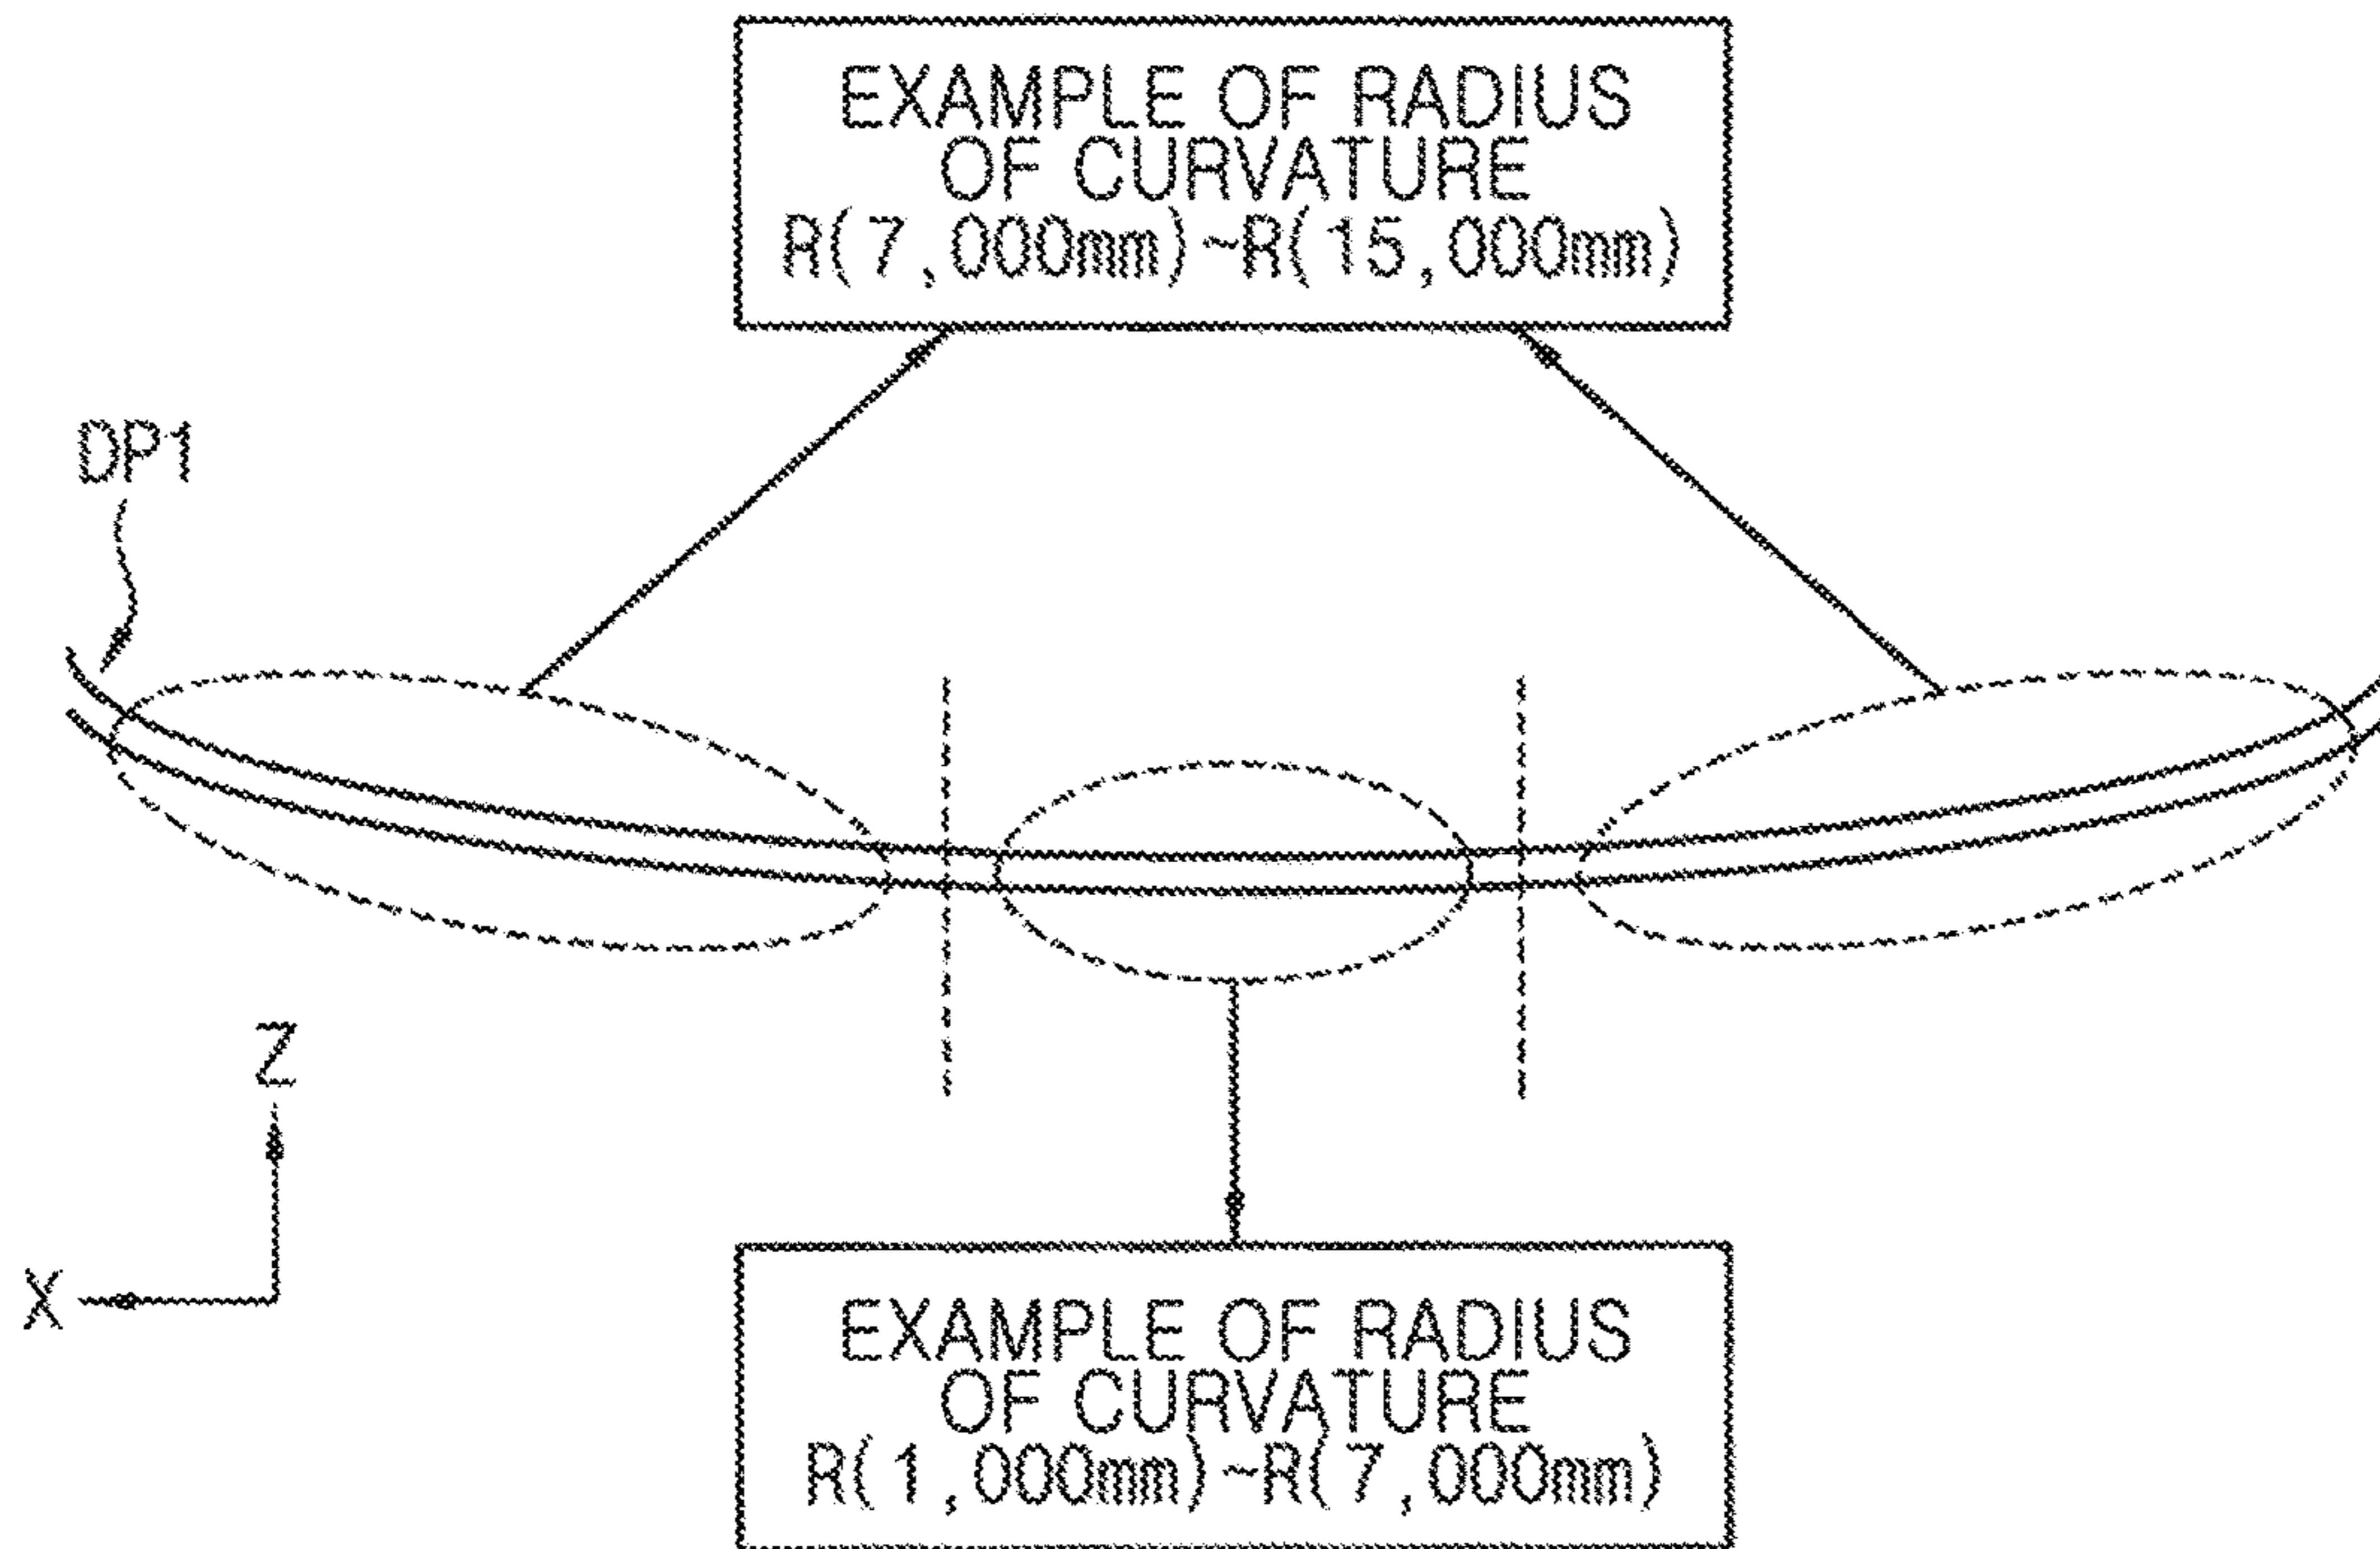 EXAMPLE OF RADIUS
OF CURVATURE
R(7,000mm)~R(15,000mm)
DP1
Z
X
EXAMPLE OF RADIUS
OF CURVATURE
R(1,000mm)~R(7,000mm)